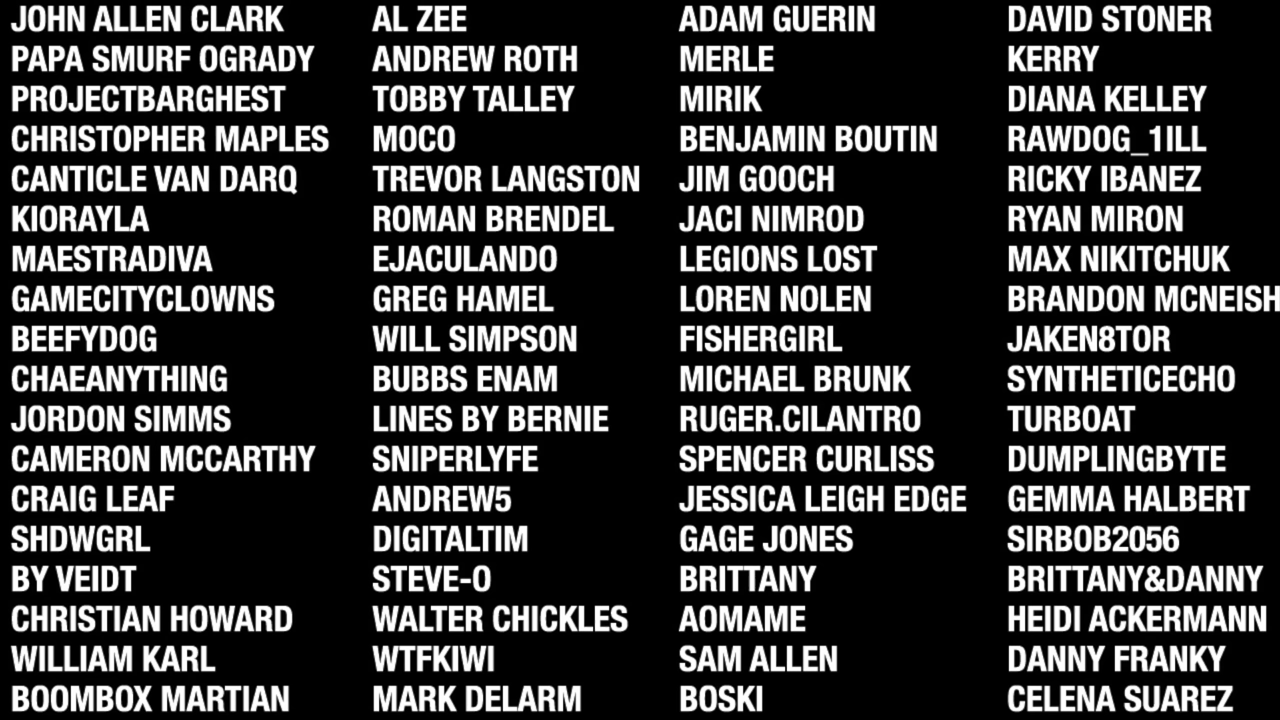 JOHN ALLEN CLARK AL ZEE ADAM GUERIN DAVID STONER
PAPA SMURF OGRADY ANDREW ROTH MERLE KERRY
PROJECTBARGHEST TOBBY TALLEY MIRIK DIANA KELLEY
CHRISTOPHER MAPLES MOCO BENJAMIN BOUTIN RAWDOG_1ILL
CANTICLE VAN DARQ TREVOR LANGSTON JIM GOOCH RICKY IBANEZ
KIORAYLA ROMAN BRENDEL JACI NIMROD RYAN MIRON
MAESTRADIVA EJACULANDO LEGIONS LOST MAX NIKITCHUK
GAMECITYCLOWNS GREG HAMEL LOREN NOLEN BRANDON MCNEISH
BEEFYDOG WILL SIMPSON FISHERGIRL JAKEN8TOR
CHAEANYTHING BUBBS ENAM MICHAEL BRUNK SYNTHETICECHO
JORDON SIMMS LINES BY BERNIE RUGER.CILANTRO TURBOAT
CAMERON MCCARTHY SNIPERLYFE SPENCER CURLISS DUMPLINGBYTE
CRAIG LEAF ANDREW5 JESSICA LEIGH EDGE GEMMA HALBERT
SHDWGRL DIGITALTIM GAGE JONES SIRBOB2056
BY VEIDT STEVE-O BRITTANY BRITTANY&DANNY
CHRISTIAN HOWARD WALTER CHICKLES AOMAME HEIDI ACKERMANN
WILLIAM KARL WTFKIWI SAM ALLEN DANNY FRANKY
BOOMBOX MARTIAN MARK DELARM BOSKI CELENA SUAREZ